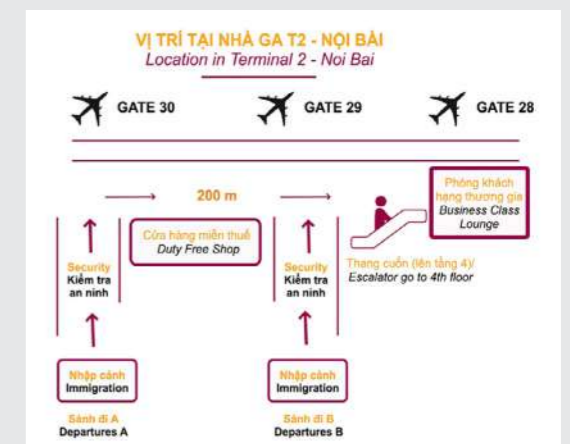 VỊ TRÍ TẠI NHÀ GA T2 - NỘI BÀI
Location in Terminal 2 - Noi Bai
GATE 30
GATE 29
GATE 28
200 m
Phòng khách
hạng thương gia
Business Class
Lounge
Cửa hàng miễn thuế
Duty Free Shop
Security
Kiểm tra
an ninh
Security
Kiểm tra
an ninh
Thang cuốn (lên tầng 4)/
Escalator go to 4th floor
Nhập cảnh
Immigration
Nhập cảnh
Immigration
Sảnh đi A
Departures A
Sảnh đi B
Departures B